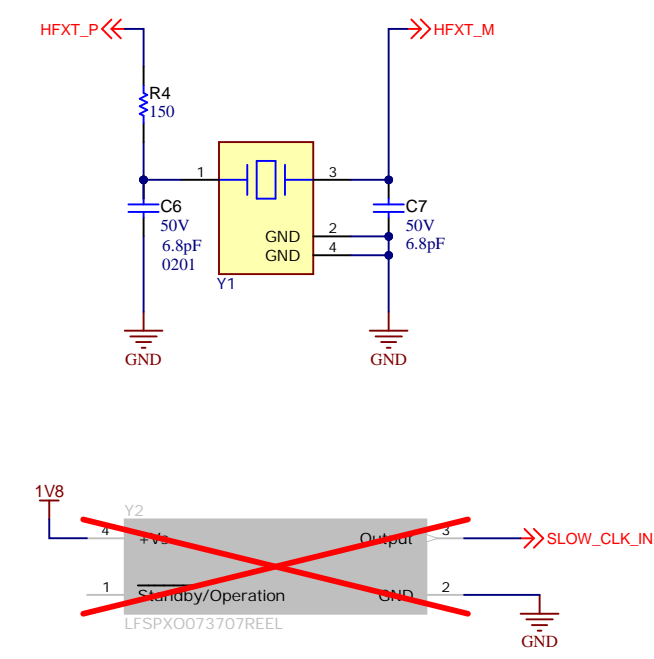 HFXT_P
HFXT_M
R4
150
1
3
C6
50V
6.8pF
0201
C7
50V
6.8pF
GND
2
GND
4
Y1
GND
GND
1V8
Y2
4
+Vs
Output
3
SLOW_CLK_IN
1
Standby/Operation
GND
2
LFSPXO073707REEL
GND